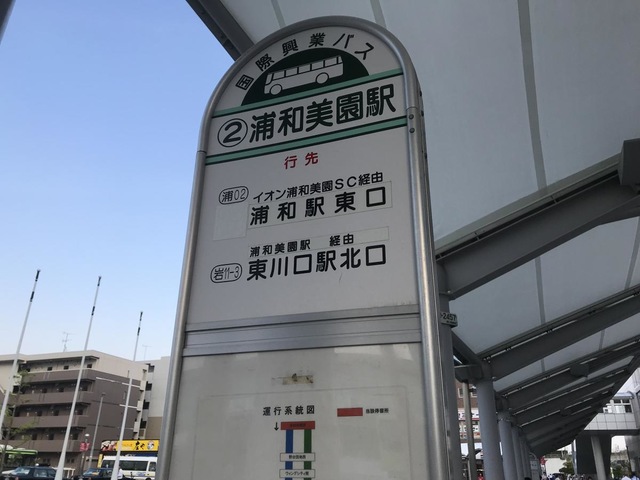 国際興業バス
②浦和美園駅
行先
浦02 イオン浦和美園SC経由
浦和駅東口
浦和美園駅 経由
岩11-3 東川口駅北口
運行系統図